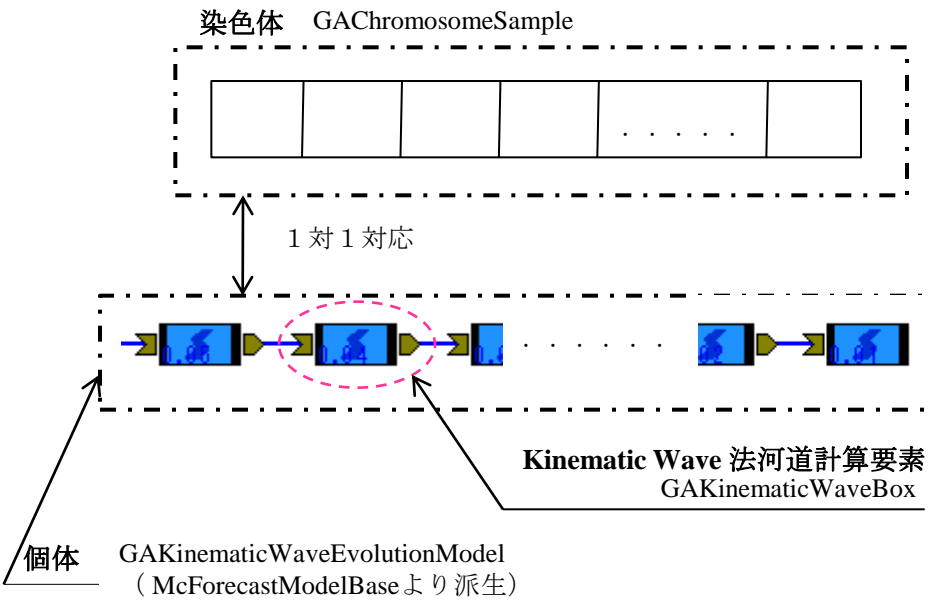 染色体 GAChromosomeSample
. . . . .
１対１対応
0.04
. . . . . .
Kinematic Wave 法河道計算要素
GAKinematicWaveBox
個体 GAKinematicWaveEvolutionModel
（McForecastModelBaseより派生）